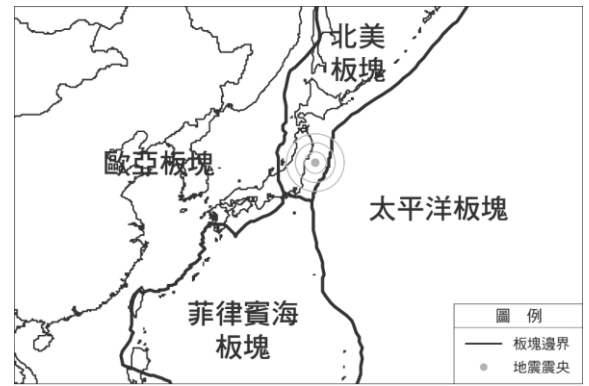 北美
板塊
歐亞板塊
太平洋板塊
菲律賓海
板塊
圖 例
板塊邊界
地震震央